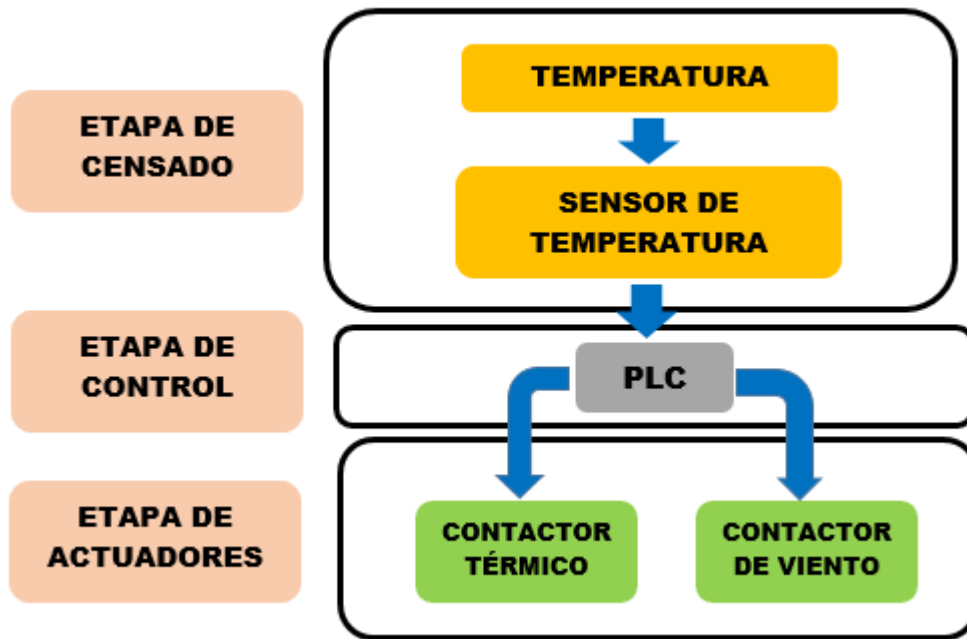 ETAPA DE
CENSADO
TEMPERATURA
SENSOR DE
TEMPERATURA
ETAPA DE
CONTROL
PLC
ETAPA DE
ACTUADORES
CONTACTOR
TÉRMICO
CONTACTOR
DE VIENTO